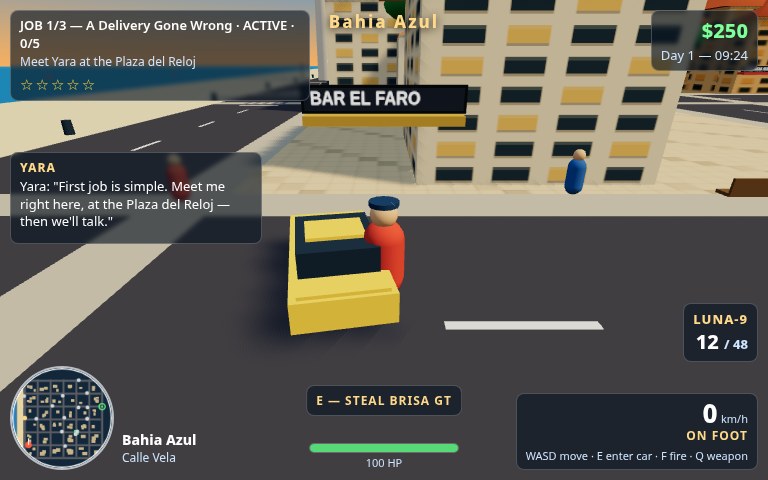 JOB 1/3 — A Delivery Gone Wrong · ACTIVE ·
0/5
Meet Yara at the Plaza del Reloj
☆☆☆☆☆
Bahia Azul
$250
Day 1 — 09:24
BAR EL FARO
YARA
Yara: "First job is simple. Meet me
right here, at the Plaza del Reloj —
then we'll talk."
LUNA-9
12 / 48
E — STEAL BRISA GT
Bahia Azul
Calle Vela
100 HP
0 km/h
ON FOOT
WASD move · E enter car · F fire · Q weapon